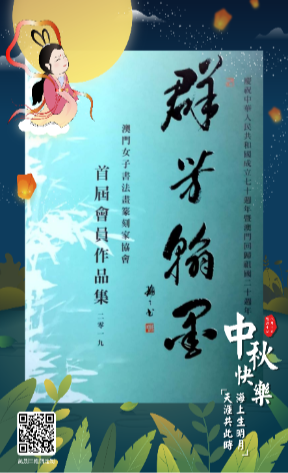 慶祝中華人民共和國成立七十週年暨澳門回歸祖國二十週年
群芳翰墨
澳門女子書法畫篆刻家協會
首屆會員作品集
二零一九
中秋快樂
海上生明月
天涯共此時